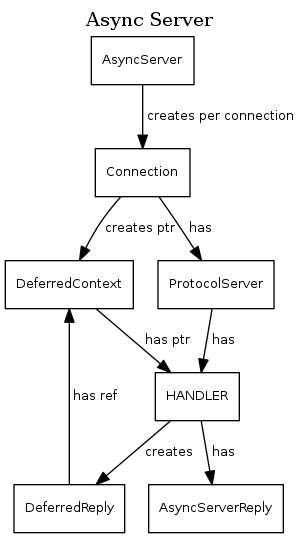 Async Server
AsyncServer
creates per connection
Connection
creates ptr
has
DeferredContext
ProtocolServer
has ptr
has
HANDLER
has ref
creates
has
DeferredReply
AsyncServerReply